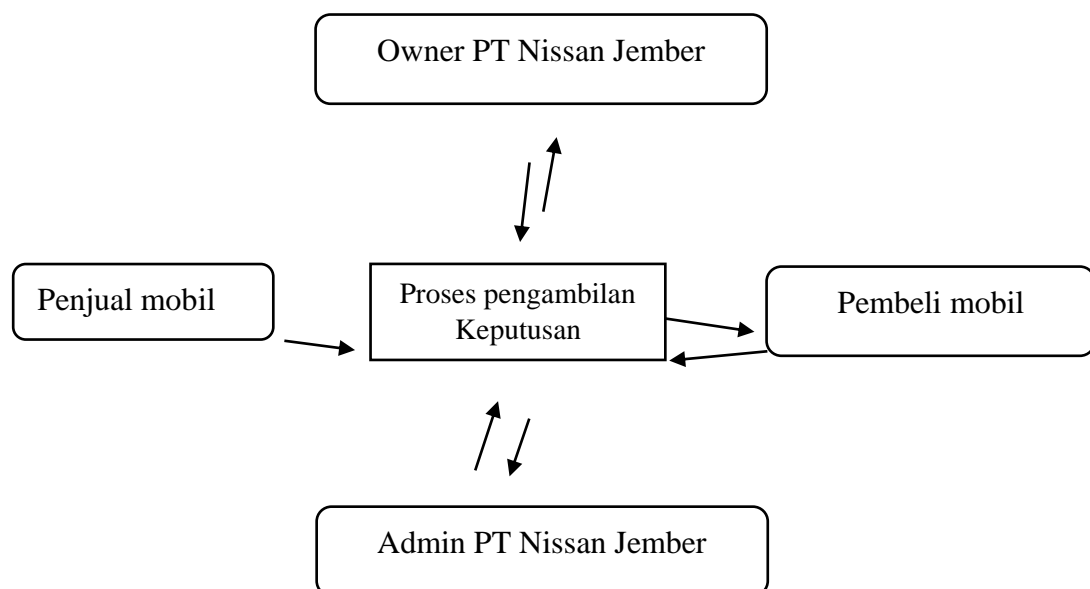 Owner PT Nissan Jember
Penjual mobil
Proses pengambilan
Keputusan
Pembeli mobil
Admin PT Nissan Jember